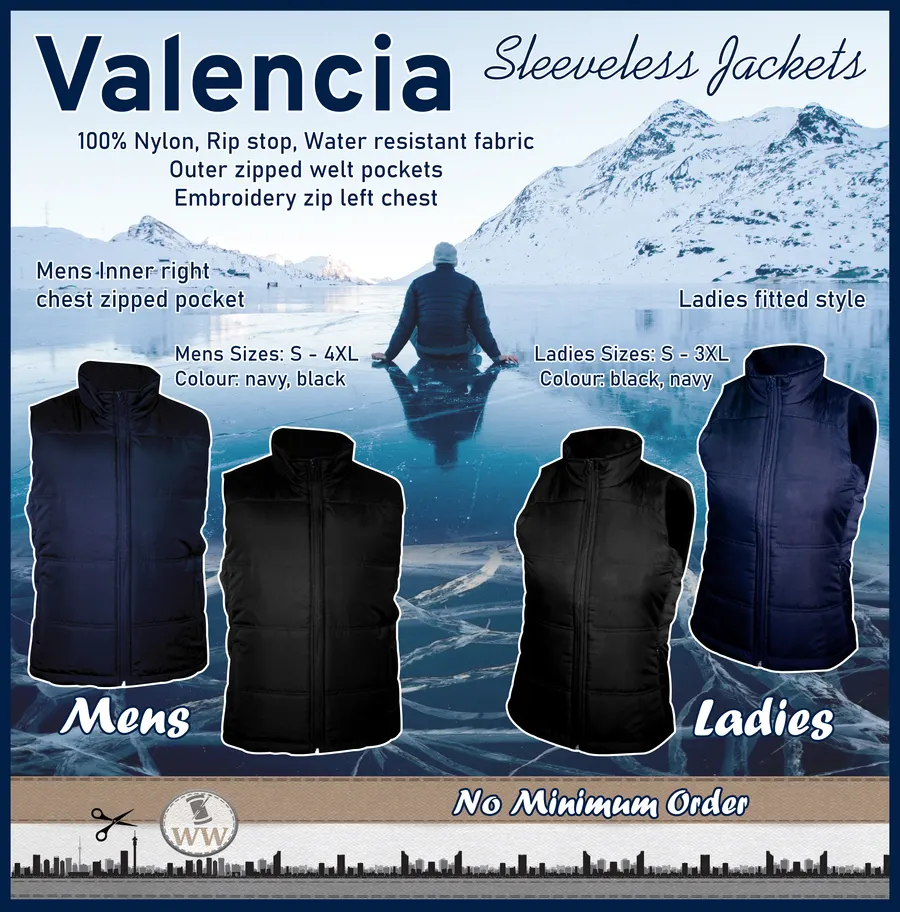 Valencia Sleeveless Jackets
100% Nylon, Rip stop, Water resistant fabric
Outer zipped welt pockets
Embroidery zip left chest
Mens Inner right
chest zipped pocket
Ladies fitted style
Mens Sizes: S - 4XL
Colour: navy, black
Ladies Sizes: S - 3XL
Colour: black, navy
Mens
Ladies
No Minimum Order
WW